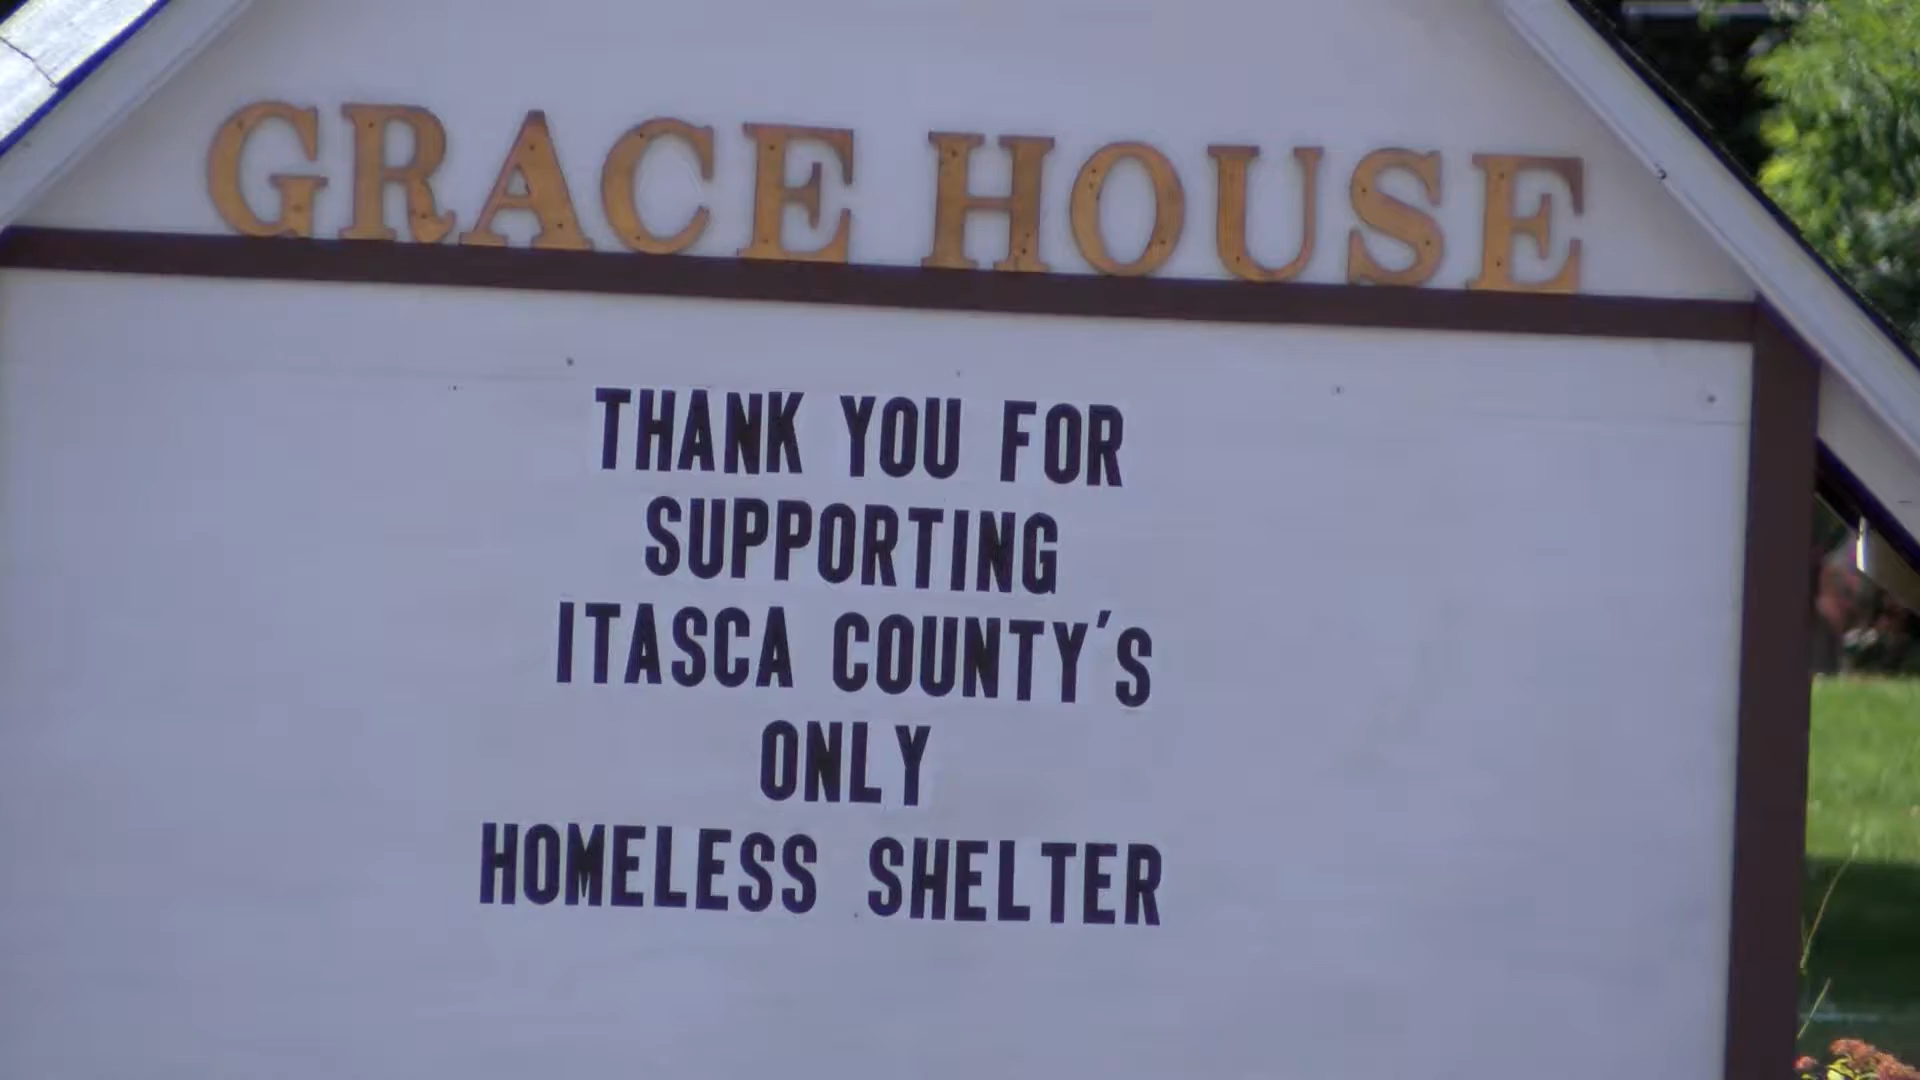 GRACE HOUSE
THANK YOU FOR
SUPPORTING
ITASCA COUNTY'S
ONLY
HOMELESS SHELTER